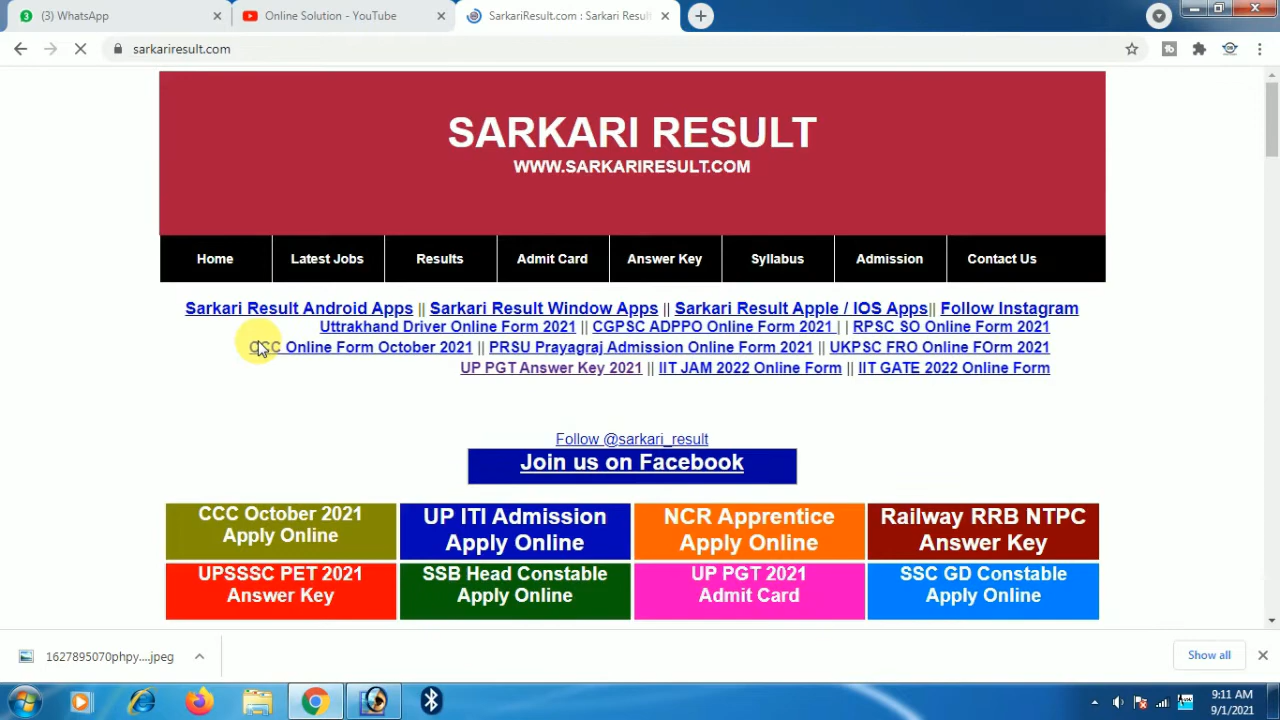 (3) WhatsApp
Online Solution - YouTube
SarkariResult.com : Sarkari Result
sarkariresult.com
SARKARI RESULT
WWW.SARKARIRESULT.COM
Home Latest Jobs Results Admit Card Answer Key Syllabus Admission Contact Us
Sarkari Result Android Apps || Sarkari Result Window Apps || Sarkari Result Apple / IOS Apps|| Follow Instagram
Uttrakhand Driver Online Form 2021 || CGPSC ADPPO Online Form 2021 | | RPSC SO Online Form 2021
CCC Online Form October 2021 || PRSU Prayagraj Admission Online Form 2021 || UKPSC FRO Online FOrm 2021
UP PGT Answer Key 2021 || IIT JAM 2022 Online Form || IIT GATE 2022 Online Form
Follow @sarkari_result
Join us on Facebook
CCC October 2021
Apply Online
UP ITI Admission
Apply Online
NCR Apprentice
Apply Online
Railway RRB NTPC
Answer Key
UPSSSC PET 2021
Answer Key
SSB Head Constable
Apply Online
UP PGT 2021
Admit Card
SSC GD Constable
Apply Online
1627895070phpy....jpeg
Show all
9:11 AM
9/1/2021